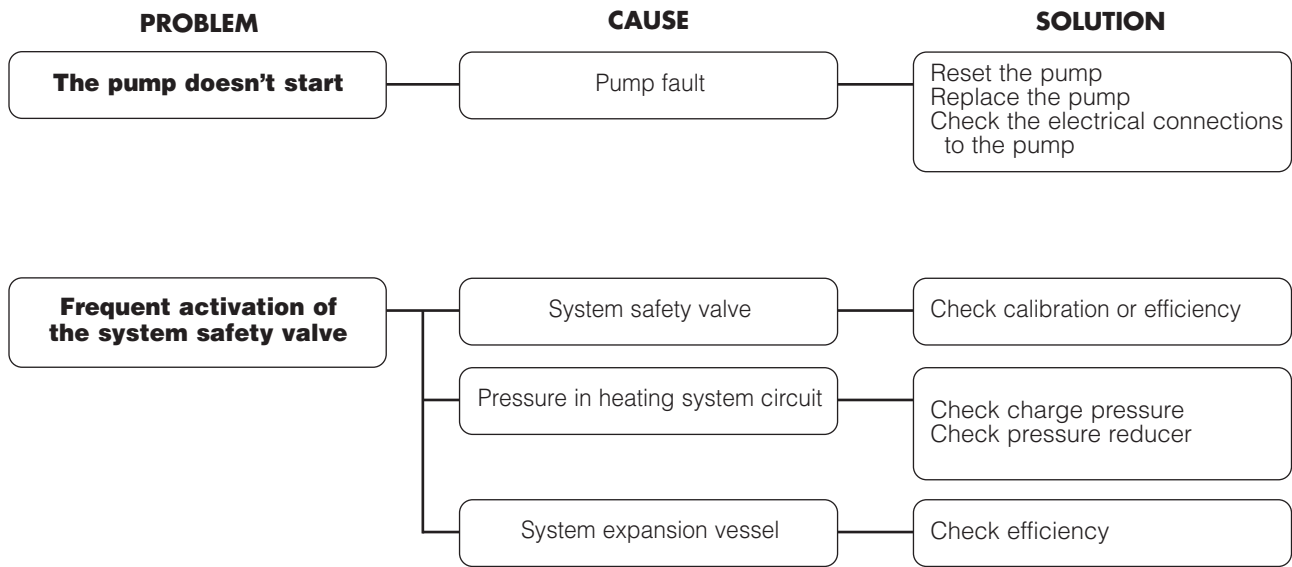 PROBLEM CAUSE SOLUTION
The pump doesn't start
Pump fault
Reset the pump
Replace the pump
Check the electrical connections
to the pump
Frequent activation of
the system safety valve
System safety valve
Check calibration or efficiency
Pressure in heating system circuit
Check charge pressure
Check pressure reducer
System expansion vessel
Check efficiency